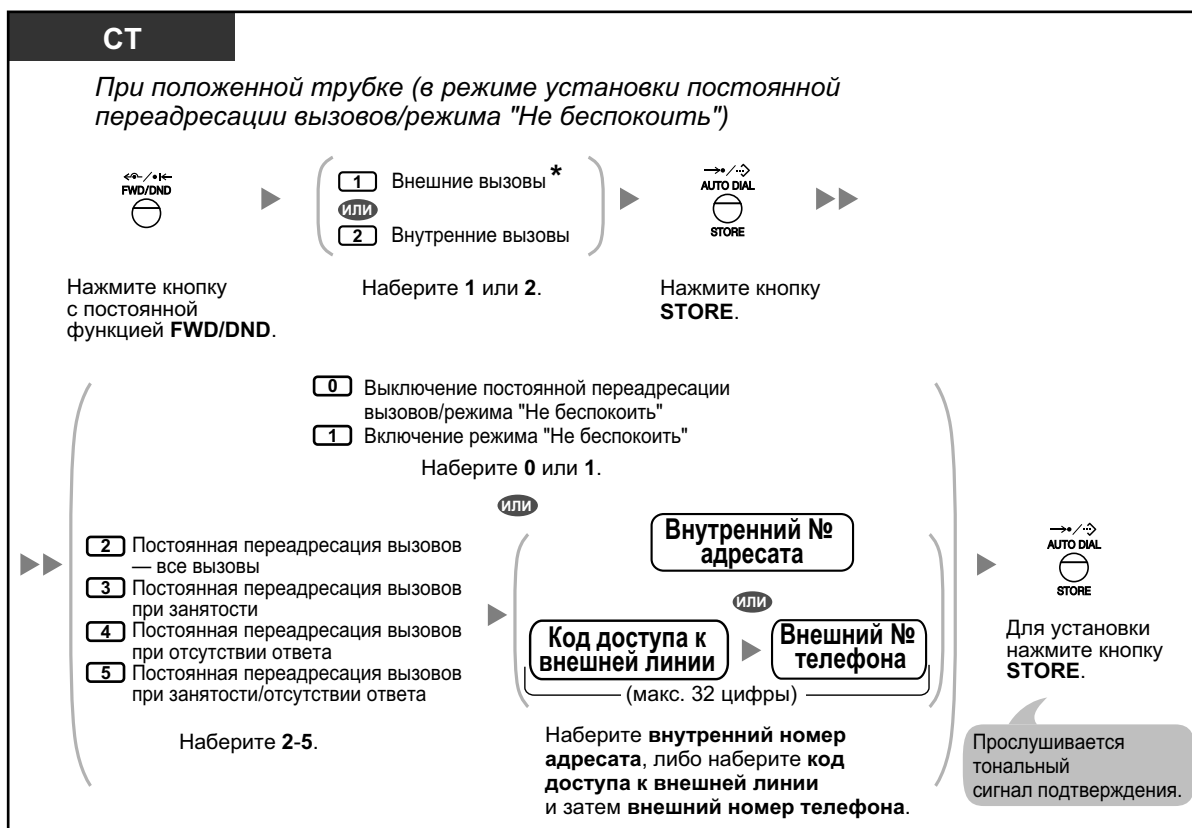 СТ
При положенной трубке (в режиме установки постоянной
переадресации вызовов/режима "Не беспокоить")
FWD/DND
1 Внешние вызовы *
ИЛИ
2 Внутренние вызовы
AUTO DIAL
STORE
Нажмите кнопку
с постоянной
функцией FWD/DND.
Наберите 1 или 2.
Нажмите кнопку
STORE.
0 Выключение постоянной переадресации
вызовов/режима "Не беспокоить"
1 Включение режима "Не беспокоить"
Наберите 0 или 1.
ИЛИ
2 Постоянная переадресация вызовов
— все вызовы
3 Постоянная переадресация вызовов
при занятости
4 Постоянная переадресация вызовов
при отсутствии ответа
5 Постоянная переадресация вызовов
при занятости/отсутствии ответа
Наберите 2-5.
Внутренний №
адресата
ИЛИ
Код доступа к
внешней линии
Внешний №
телефона
(макс. 32 цифры)
Наберите внутренний номер
адресата, либо наберите код
доступа к внешней линии
и затем внешний номер телефона.
AUTO DIAL
STORE
Для установки
нажмите кнопку
STORE.
Прослушивается
тональный
сигнал подтверждения.